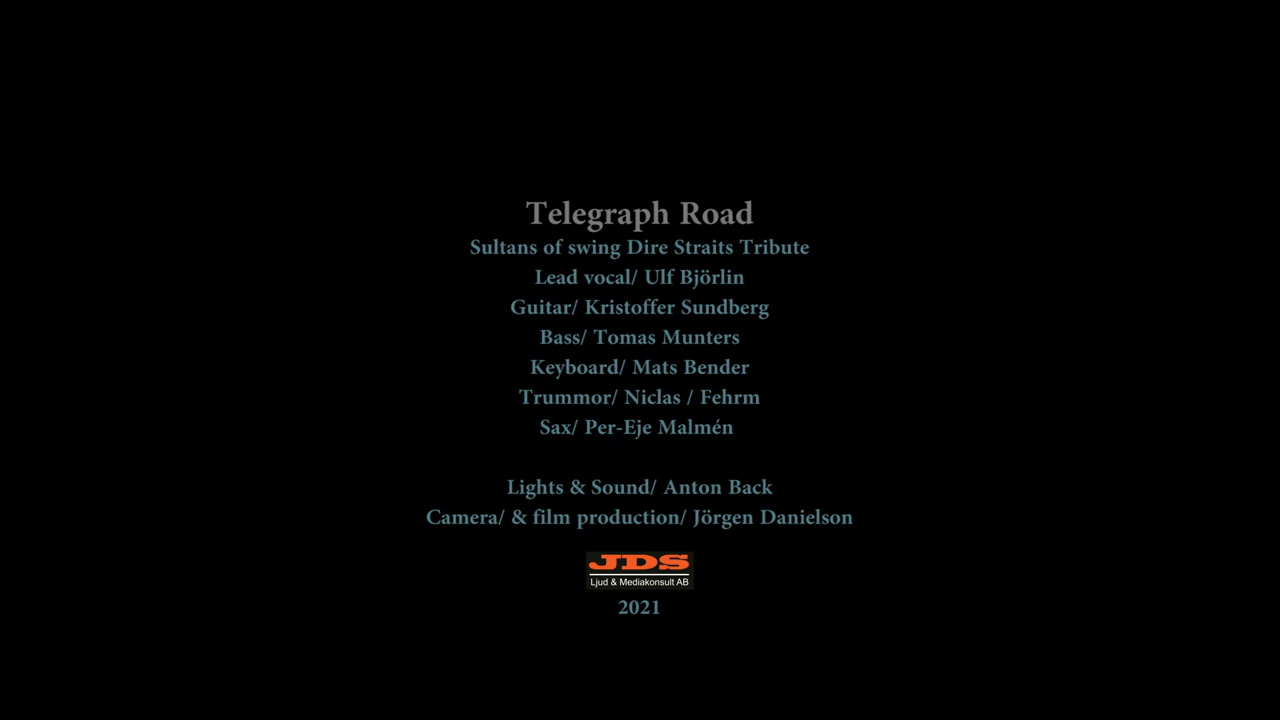 Telegraph Road
Sultans of swing Dire Straits Tribute
Lead vocal/ Ulf Björlin
Guitar/ Kristoffer Sundberg
Bass/ Tomas Munters
Keyboard/ Mats Bender
Trummor/ Niclas / Fehrm
Sax/ Per-Eje Malmén
Lights & Sound/ Anton Back
Camera/ & film production/ Jörgen Danielson
JDS
Ljud & Mediakonsult AB
2021